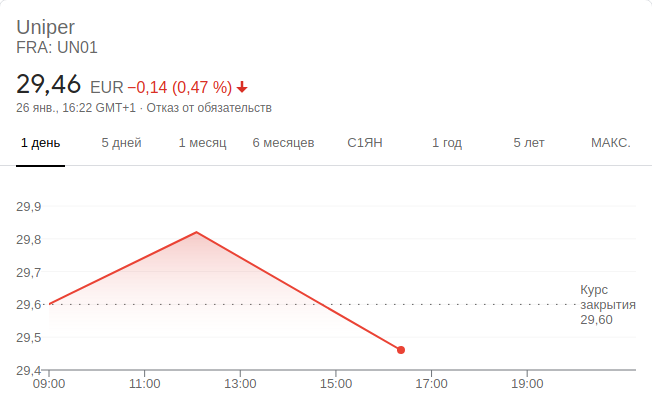 Uniper
FRA: UN01
29,46 EUR −0,14 (0,47 %)
26 янв., 16:22 GMT+1 · Отказ от обязательств
1 день 5 дней 1 месяц 6 месяцев С1ЯН 1 год 5 лет МАКС.
29,9
29,8
29,7
29,6
29,5
29,4
Курс
закрытия
29,60
09:00 11:00 13:00 15:00 17:00 19:00